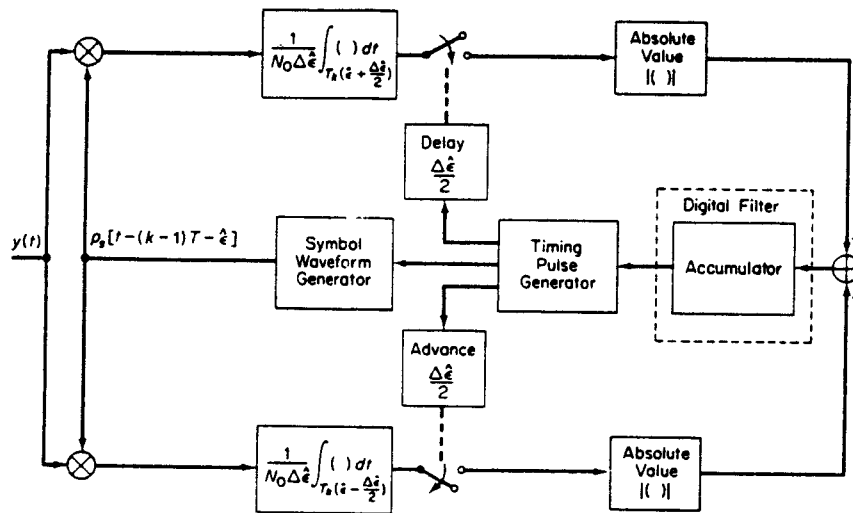 1/(N₀Δε̂) ∫_{T_k(ε̂ + Δε̂/2)} ( ) dt
Absolute
Value
|( )|
Delay
Δε̂/2
Digital Filter
y(t)
p_s[t-(k-1)T-ε̂]
Symbol
Waveform
Generator
Timing
Pulse
Generator
Accumulator
Advance
Δε̂/2
1/(N₀Δε̂) ∫_{T_k(ε̂ - Δε̂/2)} ( ) dt
Absolute
Value
|( )|